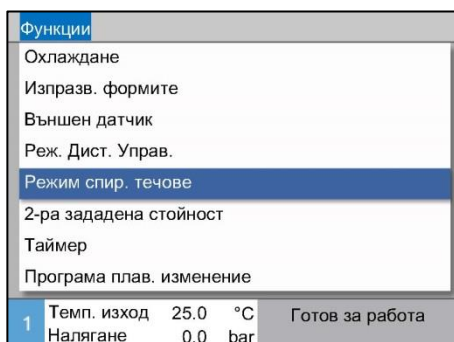 Функции
Охлаждане
Изпразв. формите
Външен датчик
Реж. Дист. Управ.
Режим спир. течове
2-ра зададена стойност
Таймер
Програма плав. изменение
1 Темп. изход 25.0 °C Готов за работа
Налягане 0.0 bar